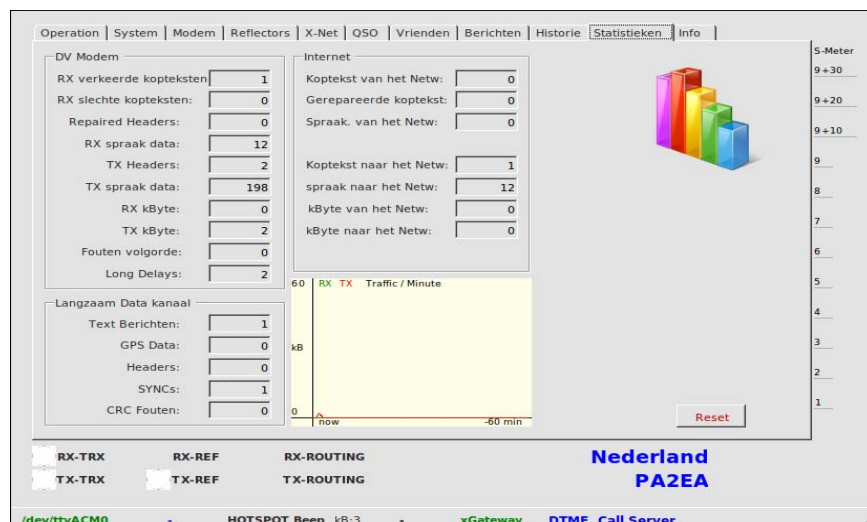 Operation System Modem Reflectors X-Net QSO Vrienden Berichten Historie Statistieken Info
DV Modem
RX verkeerde kopteksten 1
RX slechte kopteksten: 0
Repaired Headers: 0
RX spraak data: 12
TX Headers: 2
TX spraak data: 198
RX kByte: 0
TX kByte: 2
Fouten volgorde: 0
Long Delays: 2
Langzaam Data kanaal
Text Berichten: 1
GPS Data: 0
Headers: 0
SYNCs: 1
CRC Fouten: 0
Internet
Koptekst van het Netw: 0
Gerepareerde koptekst: 0
Spraak. van het Netw: 0
Koptekst naar het Netw: 1
spraak naar het Netw: 12
kByte van het Netw: 0
kByte naar het Netw: 0
60 RX TX Traffic / Minute
kB
0
now -60 min
Reset
S-Meter
9+30
9+20
9+10
9
8
7
6
5
4
3
2
1
RX-TRX RX-REF RX-ROUTING
TX-TRX TX-REF TX-ROUTING
Nederland
PA2EA
/dev/ttyACM0 - HOTSPOT Beep kB:3 - xGateway DTMF Call Server